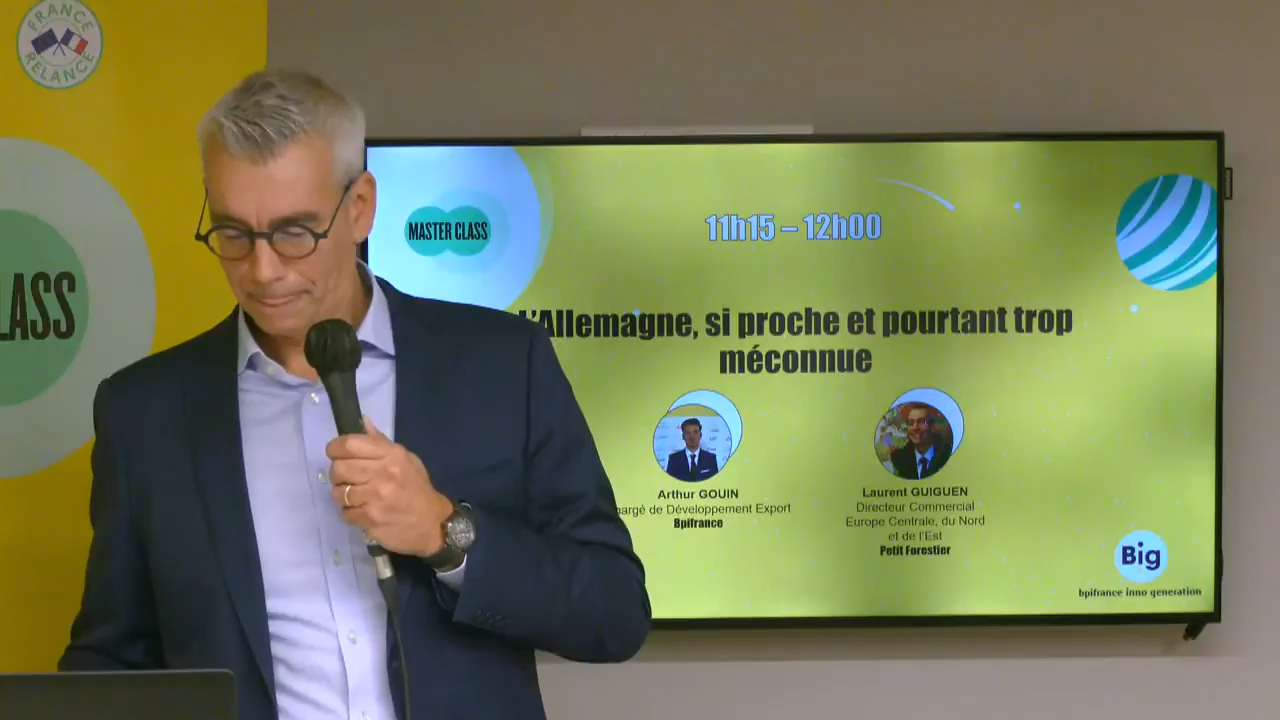 FRANCE
RELANCE
LASS
MASTER CLASS
11h15 – 12h00
L'Allemagne, si proche et pourtant trop
méconnue
Arthur GOUIN
hargé de Développement Export
Bpifrance
Laurent GUIGUEN
Directeur Commercial
Europe Centrale, du Nord
et de l'Est
Petit Forestier
Big
bpifrance inno generation